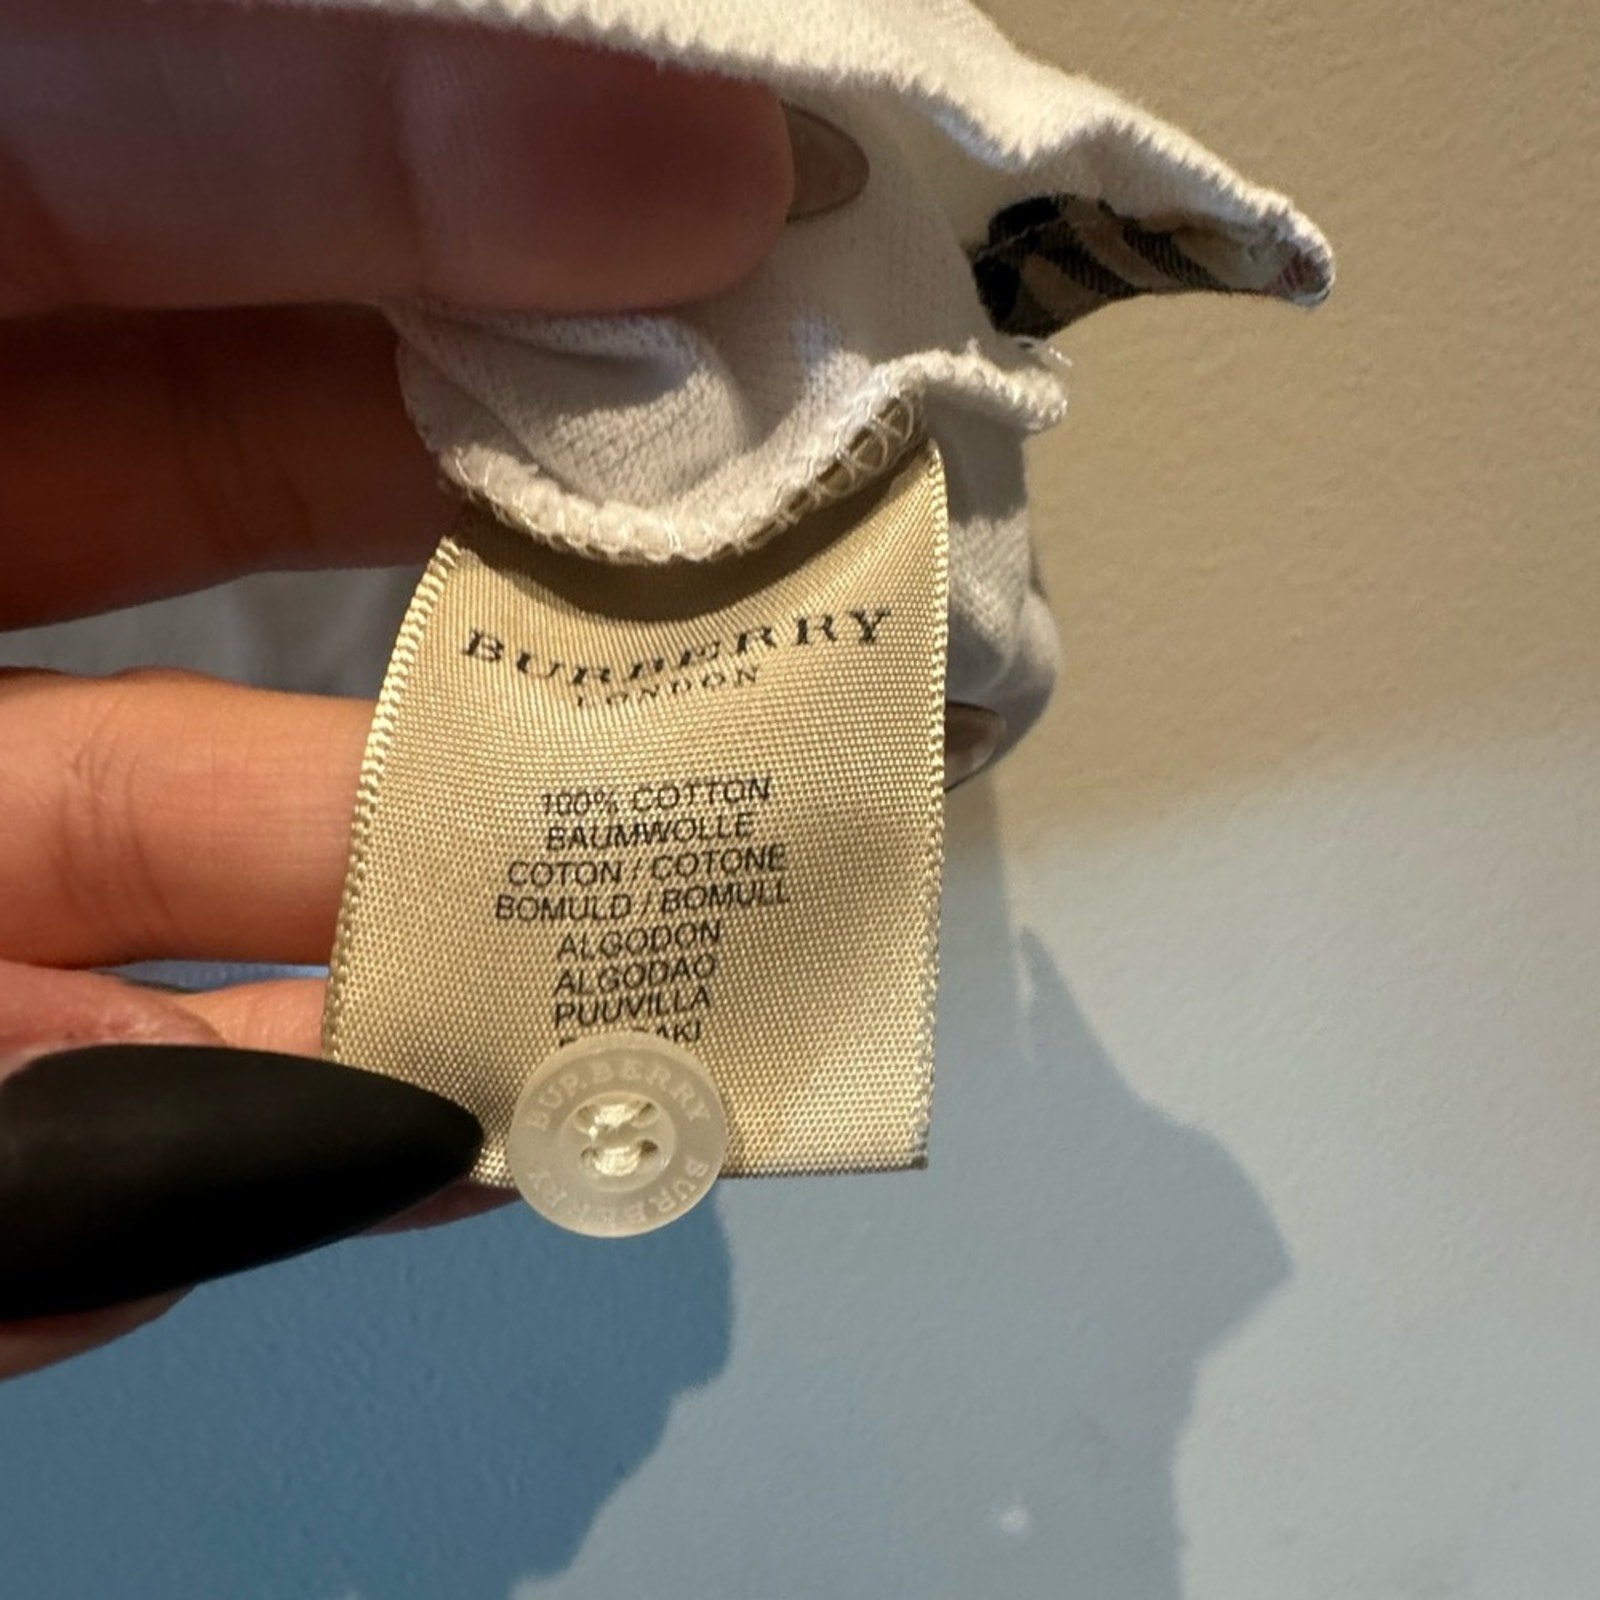 BURBERRY
LONDON
100% COTTON
BAUMWOLLE
COTON / COTONE
BOMULD / BOMULL
ALGODON
ALGODAO
PUUVILLA
BURBERRY
BURBERRY